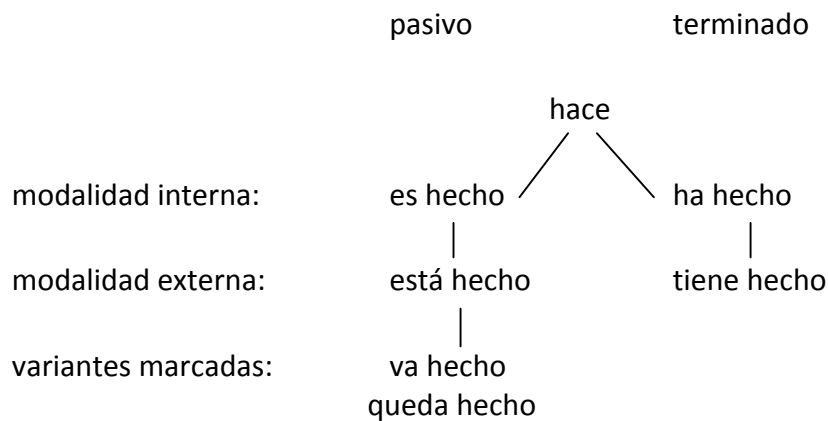 pasivo terminado
hace
modalidad interna: es hecho ha hecho
modalidad externa: está hecho tiene hecho
variantes marcadas: va hecho
queda hecho